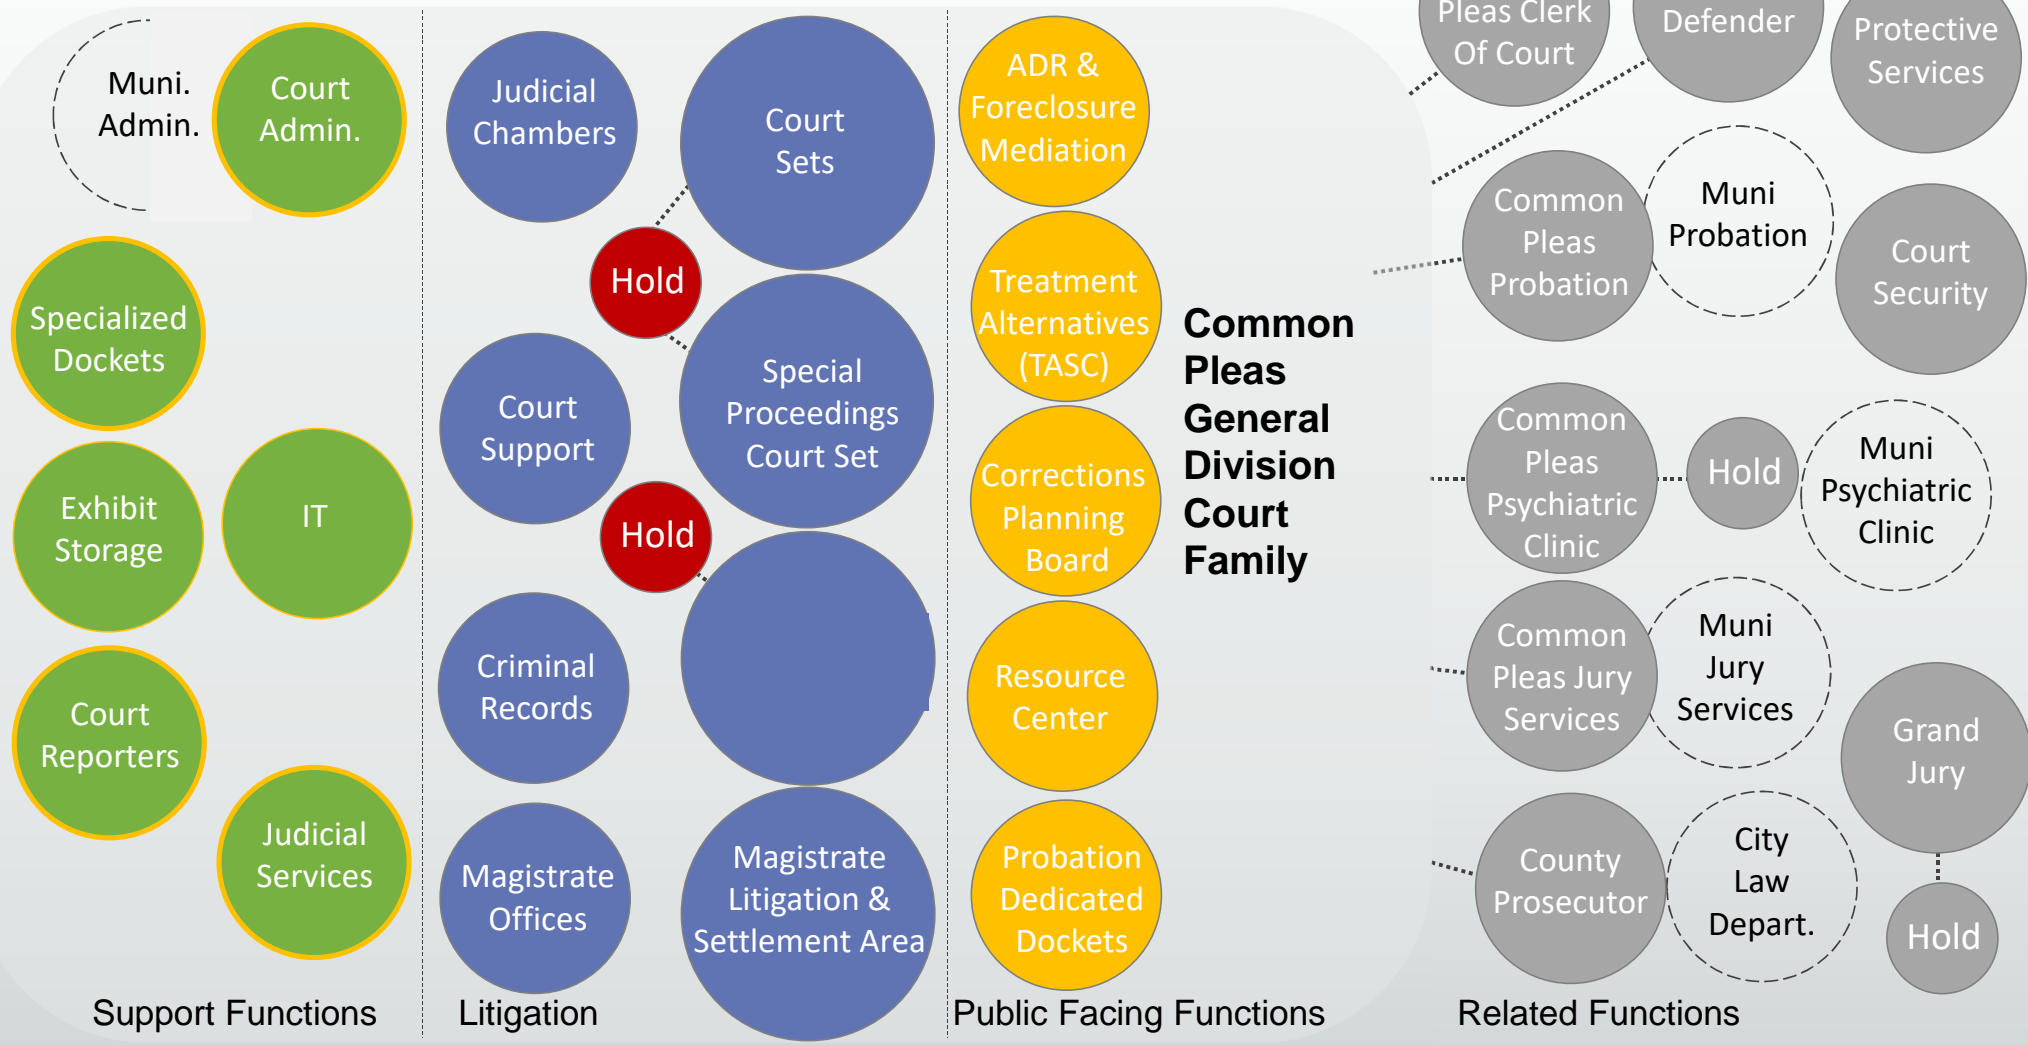 Muni.
Admin.
Court
Admin.
Specialized
Dockets
Exhibit
Storage
IT
Court
Reporters
Judicial
Services
Support Functions
Judicial
Chambers
Court
Sets
Hold
Court
Support
Special
Proceedings
Court Set
Hold
Criminal
Records
Magistrate
Offices
Magistrate
Litigation &
Settlement Area
Litigation
ADR &
Foreclosure
Mediation
Treatment
Alternatives
(TASC)
Corrections
Planning
Board
Resource
Center
Probation
Dedicated
Dockets
Public Facing Functions
Common
Pleas
General
Division
Court
Family
Pleas Clerk
Of Court
Defender
Protective
Services
Common
Pleas
Probation
Muni
Probation
Court
Security
Common
Pleas
Psychiatric
Clinic
Hold
Muni
Psychiatric
Clinic
Common
Pleas Jury
Services
Muni
Jury
Services
Grand
Jury
County
Prosecutor
City
Law
Depart.
Hold
Related Functions